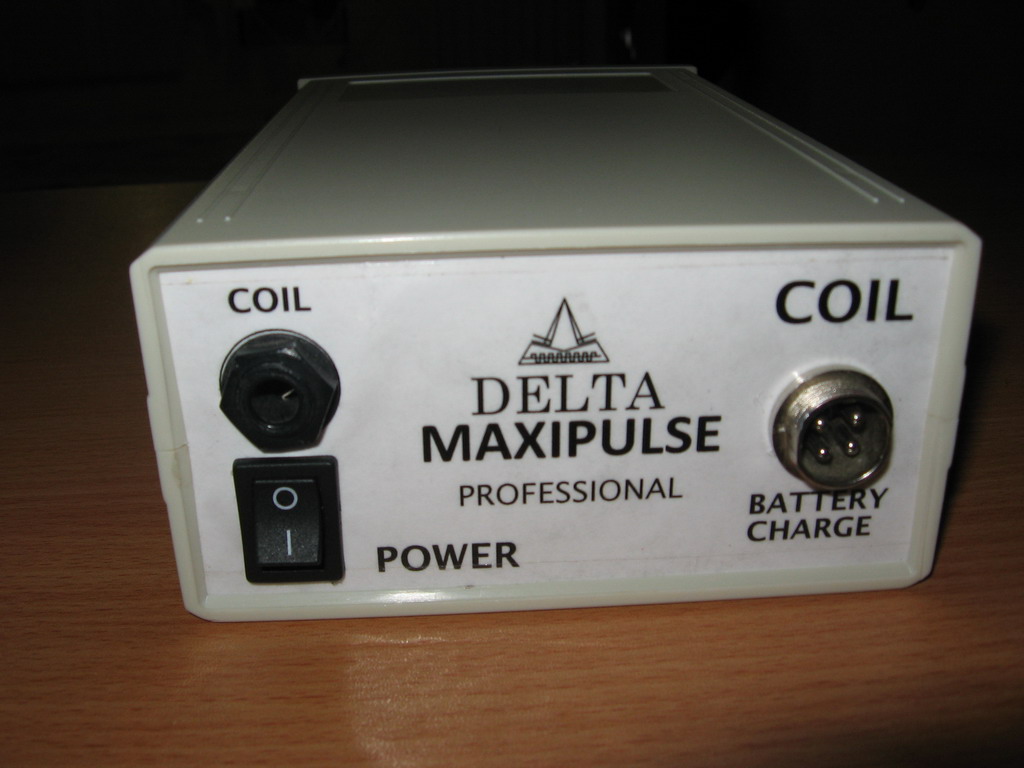 COIL
COIL
DELTA
MAXIPULSE
PROFESSIONAL
BATTERY
CHARGE
O
I
POWER